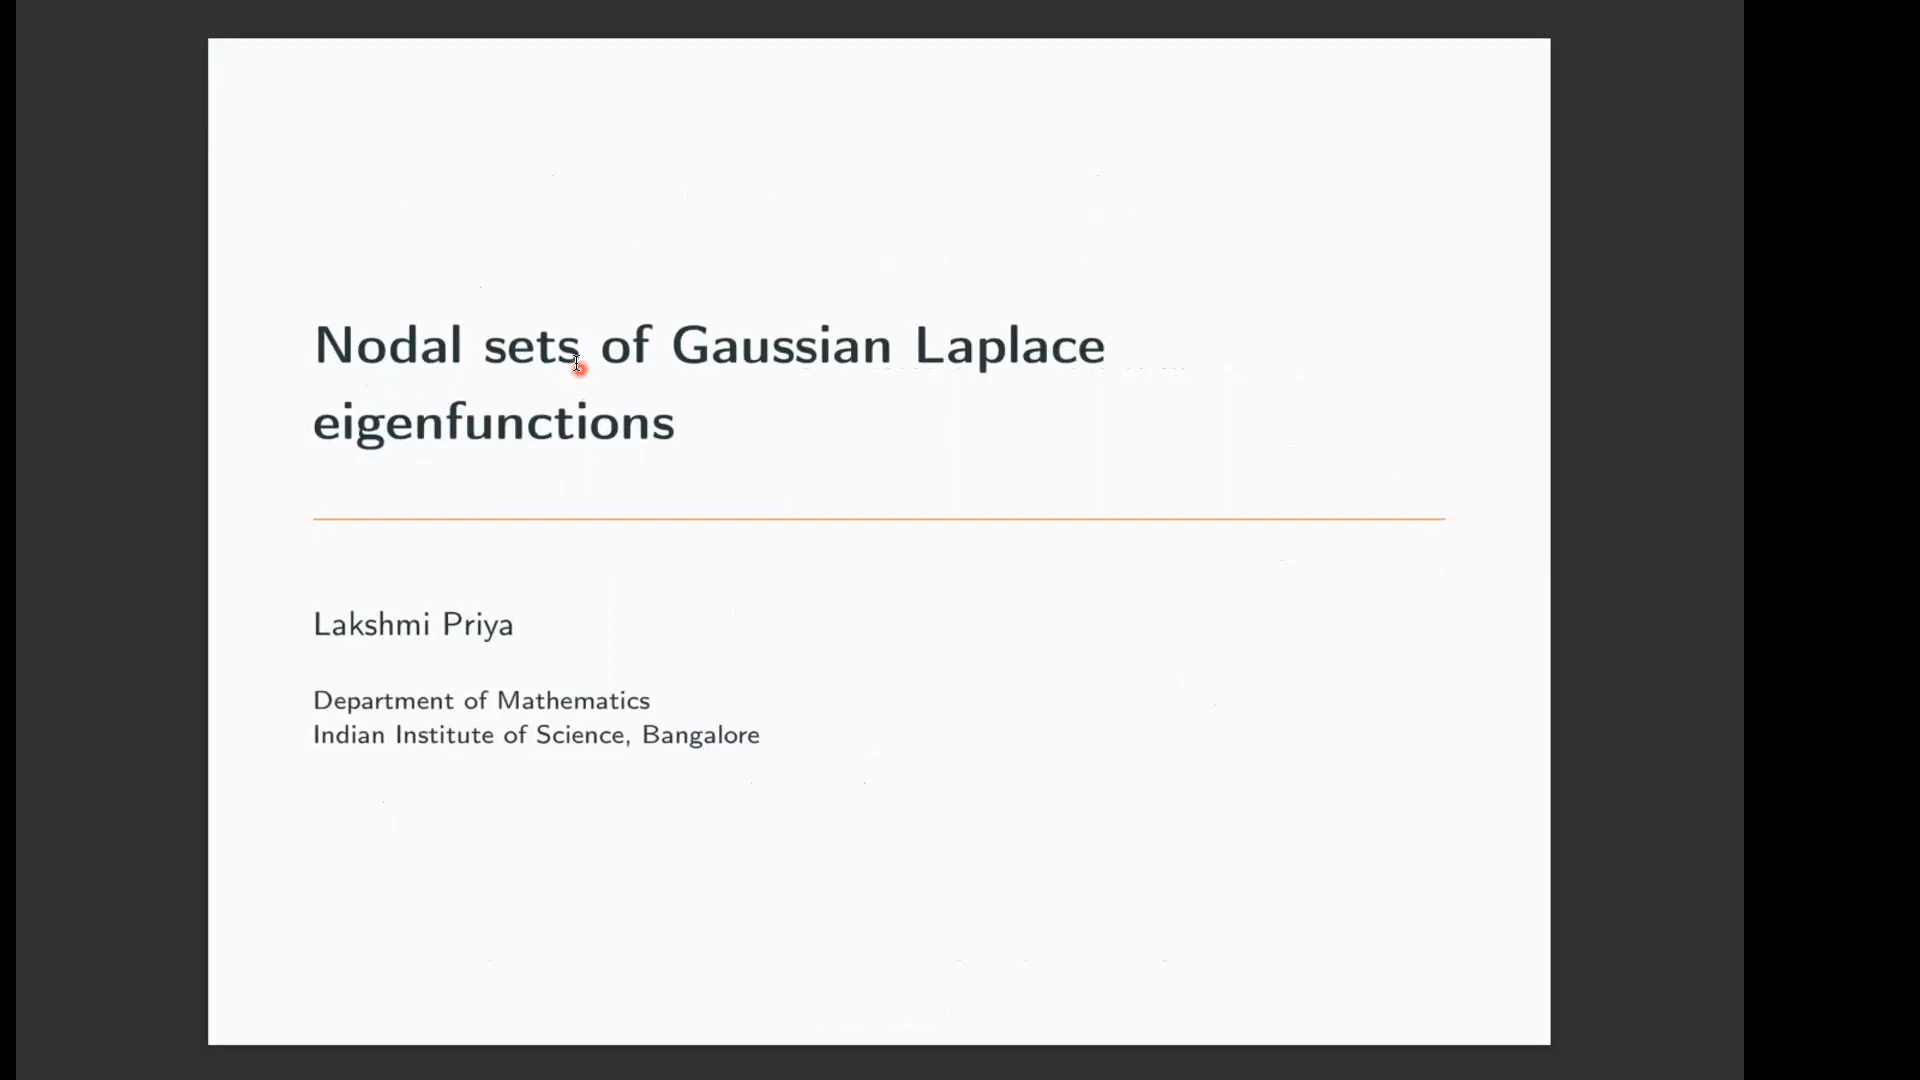 Nodal sets of Gaussian Laplace
eigenfunctions
Lakshmi Priya
Department of Mathematics
Indian Institute of Science, Bangalore